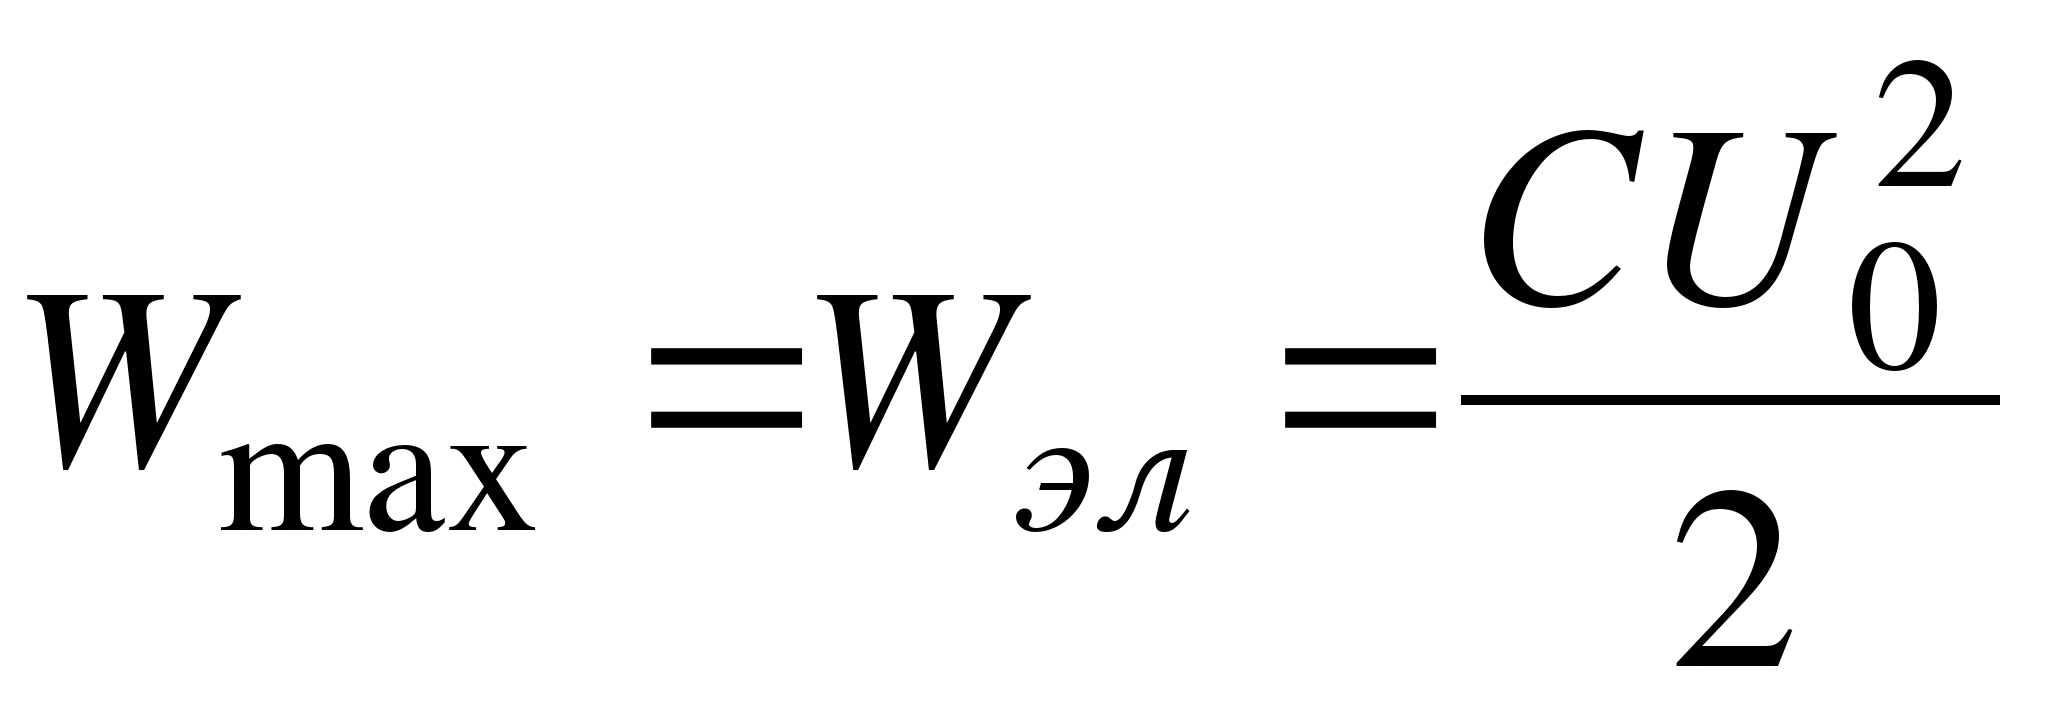 W_max = W_эл = CU_0^2 / 2